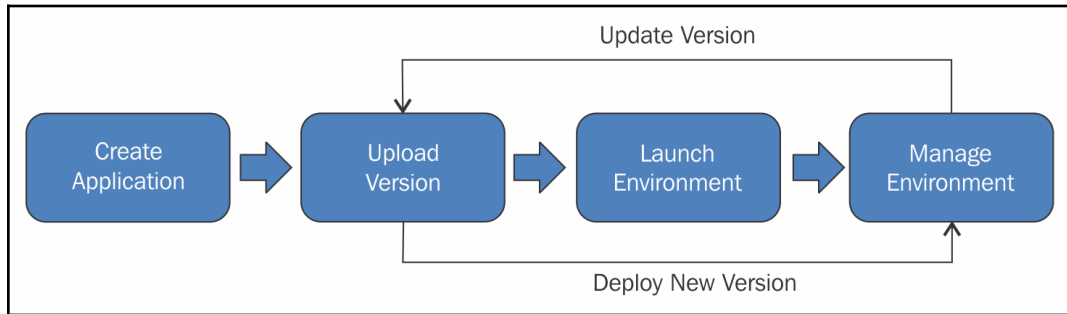 Update Version
Create
Application
Upload
Version
Launch
Environment
Manage
Environment
Deploy New Version